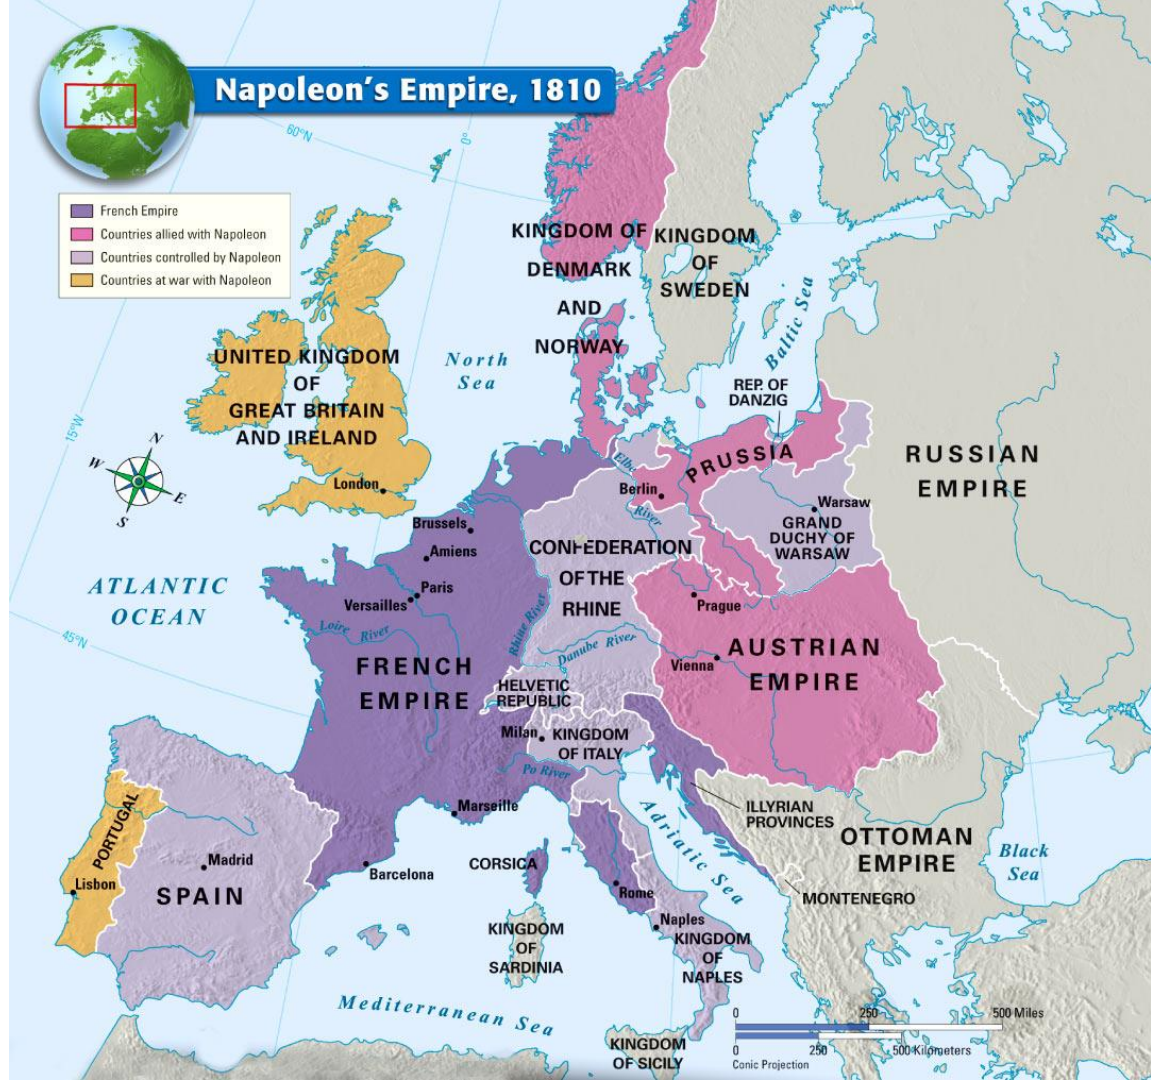 Napoleon's Empire, 1810
French Empire
Countries allied with Napoleon
Countries controlled by Napoleon
Countries at war with Napoleon
60°N
0°
15°W
45°N
N
W
E
S
KINGDOM OF
DENMARK
AND
NORWAY
KINGDOM
OF
SWEDEN
Baltic Sea
North
Sea
UNITED KINGDOM
OF
GREAT BRITAIN
AND IRELAND
London
REP. OF
DANZIG
PRUSSIA
RUSSIAN
EMPIRE
Elbe
River
Berlin
Warsaw
GRAND
DUCHY OF
WARSAW
Brussels
Amiens
Paris
Versailles
CONFEDERATION
OF THE
RHINE
Rhine River
Prague
ATLANTIC
OCEAN
Loire River
FRENCH
EMPIRE
Danube River
Vienna
AUSTRIAN
EMPIRE
HELVETIC
REPUBLIC
Milan
KINGDOM
OF ITALY
Po River
Marseille
ILLYRIAN
PROVINCES
Adriatic Sea
OTTOMAN
EMPIRE
Black
Sea
MONTENEGRO
PORTUGAL
Lisbon
Madrid
SPAIN
Barcelona
CORSICA
Rome
Naples
KINGDOM
OF
NAPLES
KINGDOM
OF
SARDINIA
Mediterranean Sea
KINGDOM
OF SICILY
0 250 500 Miles
0 250 500 Kilometers
Conic Projection